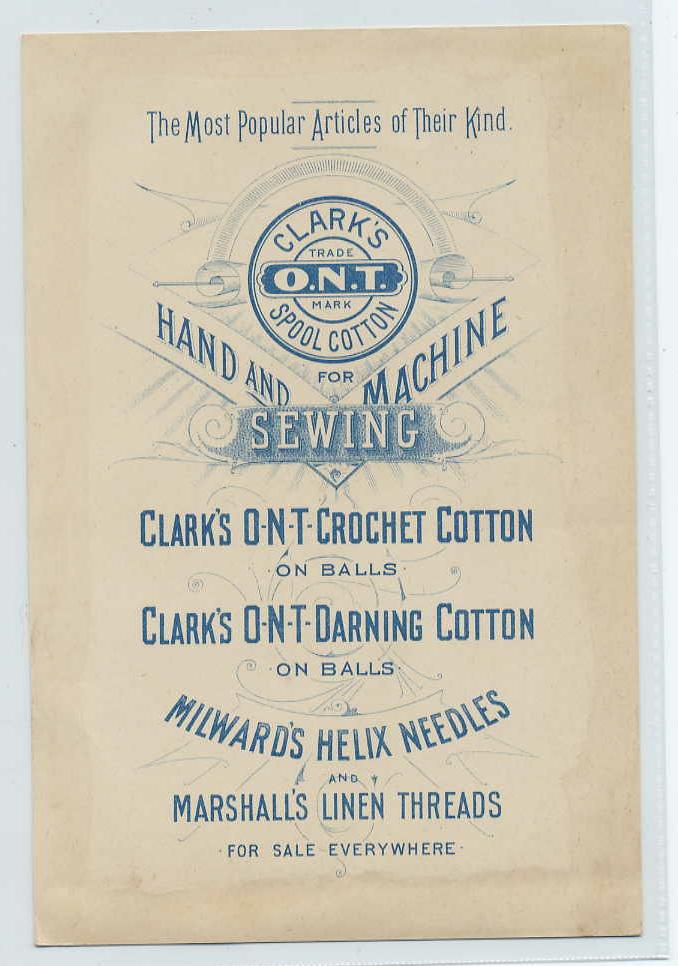 The Most Popular Articles of Their Kind.
CLARK'S
TRADE
O.N.T.
MARK
SPOOL COTTON
FOR
HAND AND MACHINE
SEWING
CLARK'S O-N-T-CROCHET COTTON
·ON BALLS·
CLARK'S O-N-T-DARNING COTTON
·ON BALLS·
MILWARD'S HELIX NEEDLES
AND
MARSHALL'S LINEN THREADS
·FOR SALE EVERYWHERE·